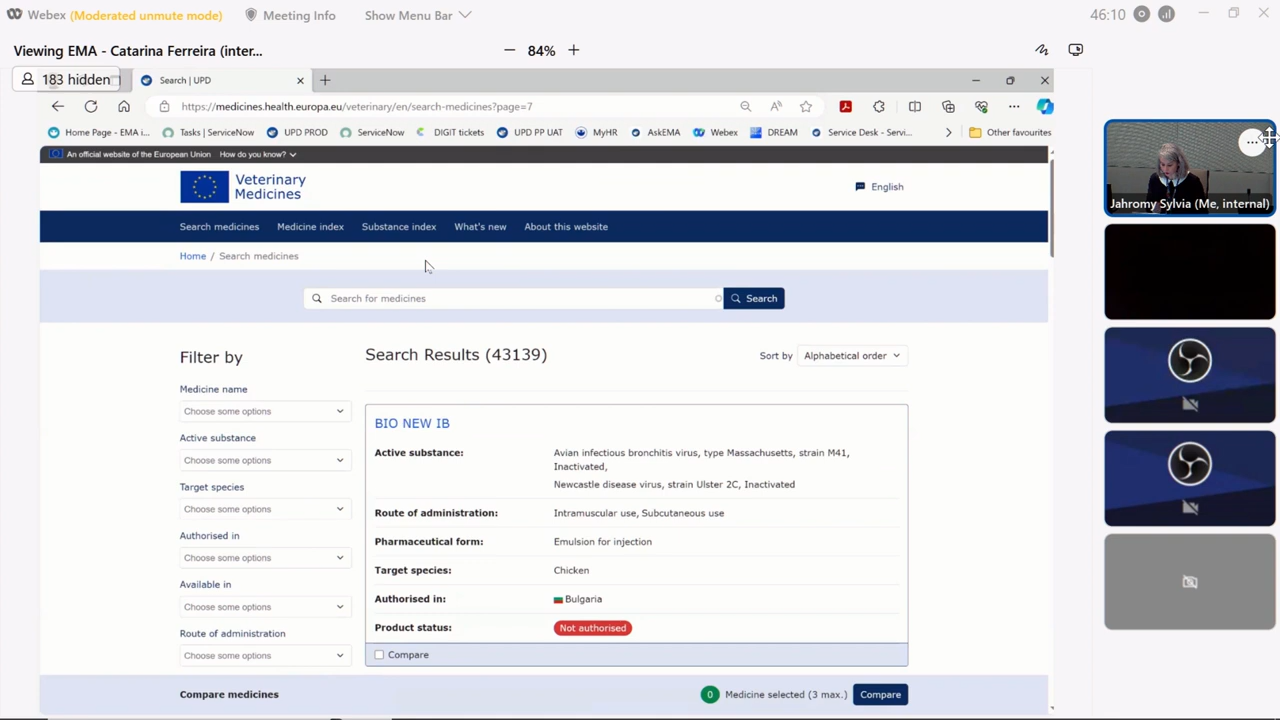 Webex (Moderated unmute mode)
Meeting Info
Show Menu Bar
46:10
Viewing EMA - Catarina Ferreira (inter...
84%
183 hidden
Search | UPD
https://medicines.health.europa.eu/veterinary/en/search-medicines?page=7
Home Page - EMA i...
Tasks | ServiceNow
UPD PROD
ServiceNow
DIGIT tickets
UPD PP UAT
MyHR
AskEMA
Webex
DREAM
Service Desk - Servi...
Other favourites
An official website of the European Union How do you know?
Veterinary
Medicines
English
Search medicines
Medicine index
Substance index
What's new
About this website
Home / Search medicines
Search for medicines
Search
Filter by
Search Results (43139)
Sort by Alphabetical order
Medicine name
Choose some options
Active substance
Choose some options
Target species
Choose some options
Authorised in
Choose some options
Available in
Choose some options
Route of administration
Choose some options
BIO NEW IB
Active substance: Avian infectious bronchitis virus, type Massachusetts, strain M41,
Inactivated,
Newcastle disease virus, strain Ulster 2C, Inactivated
Route of administration: Intramuscular use, Subcutaneous use
Pharmaceutical form: Emulsion for injection
Target species: Chicken
Authorised in: Bulgaria
Product status: Not authorised
Compare
Compare medicines
0 Medicine selected (3 max.) Compare
Jahromy Sylvia (Me, internal)